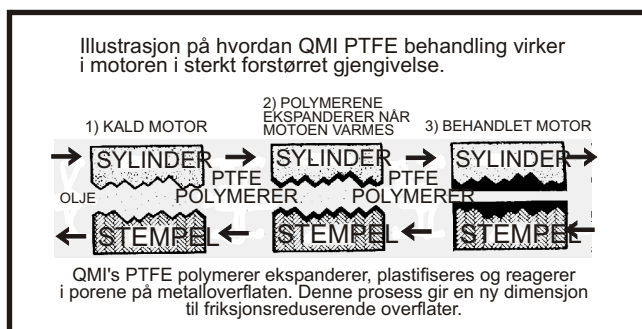 Illustrasjon på hvordan QMI PTFE behandling virker
i motoren i sterkt forstørret gjengivelse.
1) KALD MOTOR
2) POLYMERENE
EKSPANDERER NÅR
MOTOEN VARMES
3) BEHANDLET MOTOR
SYLINDER
SYLINDER
SYLINDER
OLJE
PTFE
POLYMERER
PTFE
POLYMERER
STEMPEL
STEMPEL
STEMPEL
QMI's PTFE polymerer ekspanderer, plastifiseres og reagerer
i porene på metalloverflaten. Denne prosess gir en ny dimensjon
til friksjonsreduserende overflater.